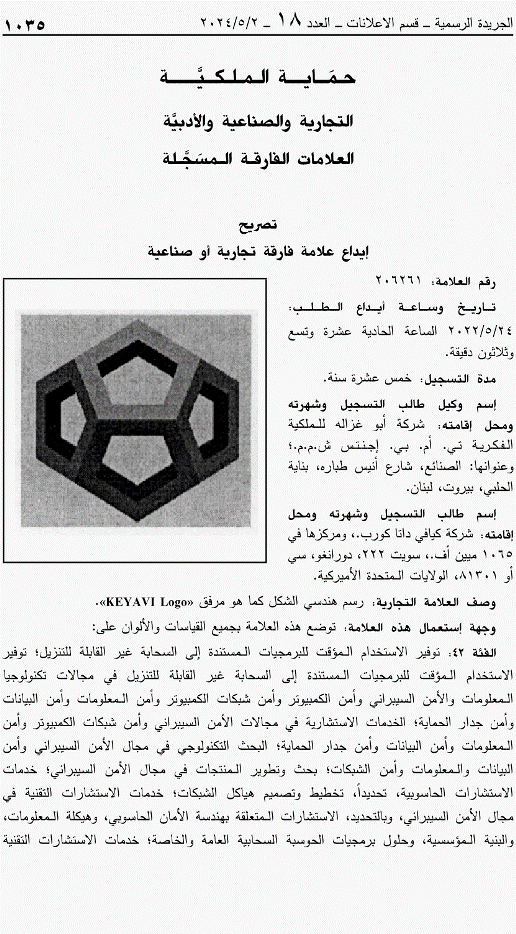 الجريدة الرسمية ــ قسم الاعلانات ــ العدد ١٨ ــ ٢٠٢٤/٥/٢
١٠٣٥
حمَايـة الملكيَّـة
التجارية والصناعية والأدبيَّة
العلامات الفارقة المسَجَّلة
تصريح
إيداع علامة فارقة تجارية أو صناعية
رقم العلامة: ٢٠٦٢٦١
تاريخ وساعة أيداع الطلب:
٢٠٢٢/٥/٢٤ الساعة الحادية عشرة وتسع
وثلاثون دقيقة.
مدة التسجيل: خمس عشرة سنة.
إسم وكيل طالب التسجيل وشهرته
ومحل إقامته: شركة أبو غزاله للملكية
الفكرية تي. أم. بي. إجنتس ش.م.م.؛
وعنوانها: الصنائع، شارع أنيس طباره، بناية
الحلبي، بيروت، لبنان.
إسم طالب التسجيل وشهرته ومحل
إقامته: شركة كيافي داتا كورب.، ومركزها في
١٠٦٥ ميين أف.، سويت ٢٢٢، دورانغو، سي
أو ٨١٣٠١، الولايات المتحدة الأميركية.
وصف العلامة التجارية: رسم هندسي الشكل كما هو مرفق «KEYAVI Logo».
وجهة إستعمال هذه العلامة: توضع هذه العلامة بجميع القياسات والألوان على:
الفئة ٤٢: توفير الاستخدام المؤقت للبرمجيات المستندة إلى السحابة غير القابلة للتنزيل؛ توفير
الاستخدام المؤقت للبرمجيات المستندة إلى السحابة غير القابلة للتنزيل في مجالات تكنولوجيا
المعلومات والأمن السيبراني وأمن الكمبيوتر وأمن شبكات الكمبيوتر وأمن المعلومات وأمن البيانات
وأمن جدار الحماية؛ الخدمات الاستشارية في مجالات الأمن السيبراني وأمن شبكات الكمبيوتر وأمن
المعلومات وأمن البيانات وأمن جدار الحماية؛ البحث التكنولوجي في مجال الأمن السيبراني وأمن
البيانات والمعلومات وأمن الشبكات؛ بحث وتطوير المنتجات في مجال الأمن السيبراني؛ خدمات
الاستشارات الحاسوبية، تحديداً، تخطيط وتصميم هياكل الشبكات؛ خدمات الاستشارات التقنية في
مجال الأمن السيبراني، وبالتحديد، الاستشارات المتعلقة بهندسة الأمان الحاسوبي، وهيكلة المعلومات،
والبنية المؤسسية، وحلول برمجيات الحوسبة السحابية العامة والخاصة؛ خدمات الاستشارات التقنية